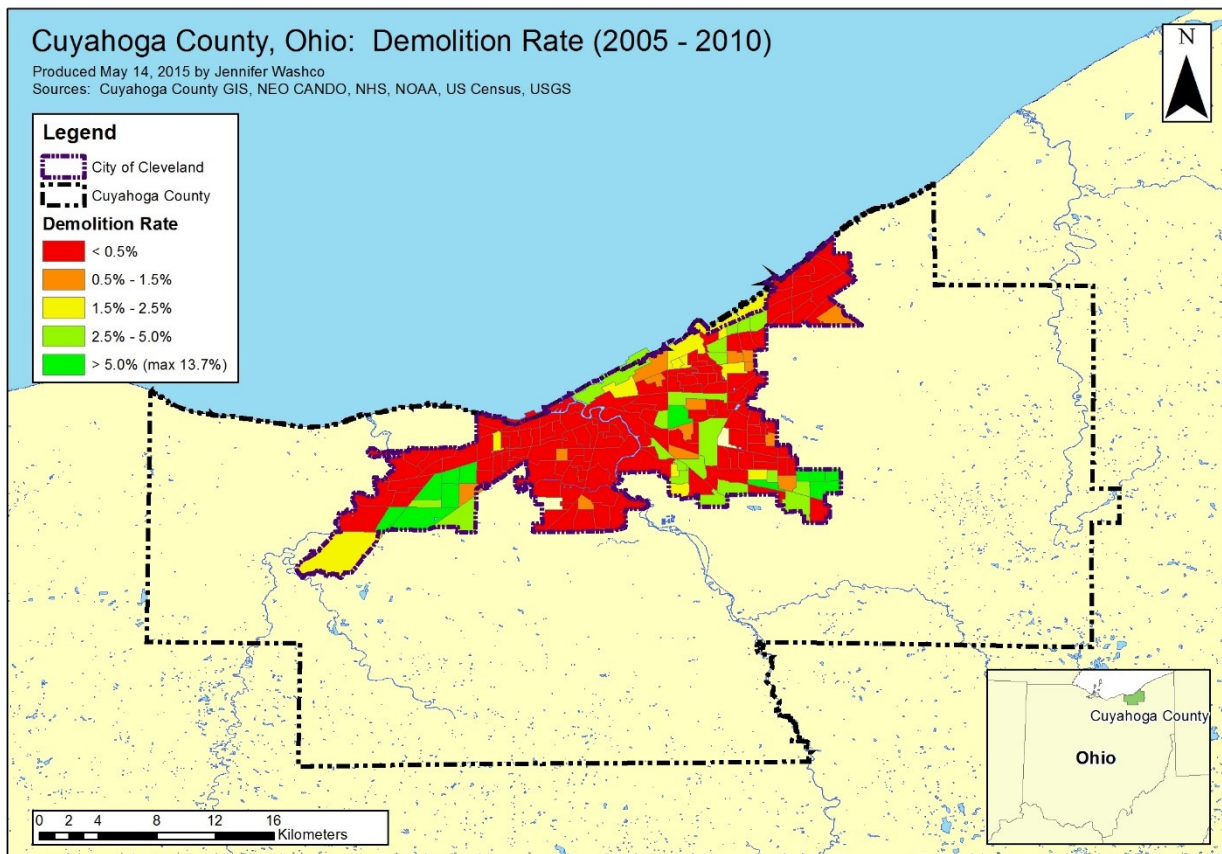 Cuyahoga County, Ohio: Demolition Rate (2005 - 2010)
Produced May 14, 2015 by Jennifer Washco
Sources: Cuyahoga County GIS, NEO CANDO, NHS, NOAA, US Census, USGS
N
Legend
City of Cleveland
Cuyahoga County
Demolition Rate
< 0.5%
0.5% - 1.5%
1.5% - 2.5%
2.5% - 5.0%
> 5.0% (max 13.7%)
Cuyahoga County
Ohio
0 2 4 8 12 16
Kilometers